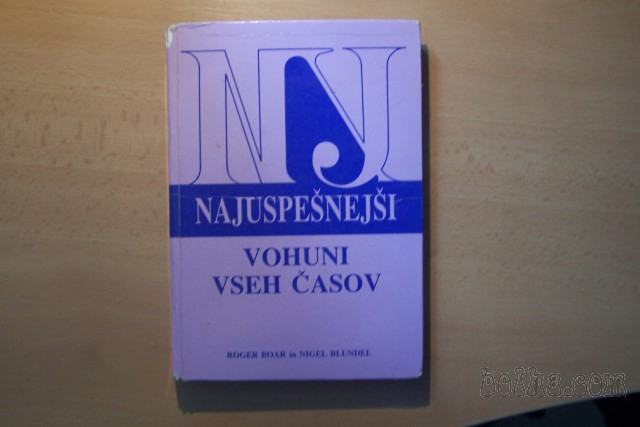 NJ
NAJUSPEŠNEJŠI
VOHUNI
VSEH ČASOV
ROGER BOAR in NIGEL BLUNDEL
bolha.com